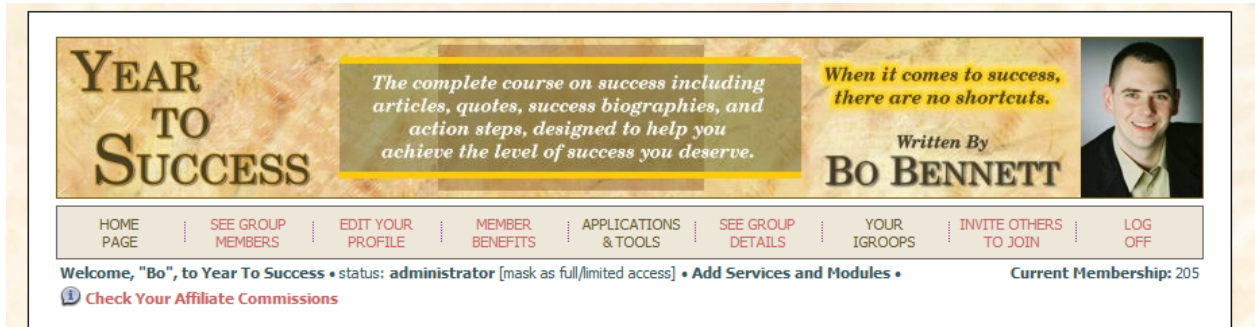 YEAR
TO
SUCCESS
The complete course on success including
articles, quotes, success biographies, and
action steps, designed to help you
achieve the level of success you deserve.
When it comes to success,
there are no shortcuts.
Written By
BO BENNETT
HOME PAGE
SEE GROUP MEMBERS
EDIT YOUR PROFILE
MEMBER BENEFITS
APPLICATIONS & TOOLS
SEE GROUP DETAILS
YOUR IGROOPS
INVITE OTHERS TO JOIN
LOG OFF
Welcome, "Bo", to Year To Success • status: administrator [mask as full/limited access] • Add Services and Modules •
Current Membership: 205
Check Your Affiliate Commissions